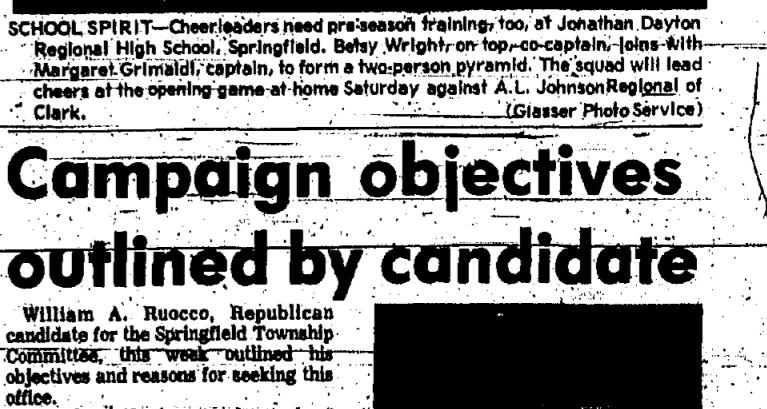 SCHOOL SPIRIT—Cheerleaders need pre-season training, too, at Jonathan Dayton
Regional High School, Springfield. Betsy Wright, on top, co-captain, joins with
Margaret Grimaldi, captain, to form a two-person pyramid. The squad will lead
cheers at the opening game at home Saturday against A.L. Johnson Regional of
Clark. (Glasser Photo Service)
Campaign objectives
outlined by candidate
William A. Ruocco, Republican
candidate for the Springfield Township
Committee, this week outlined his
objectives and reasons for seeking this
office.